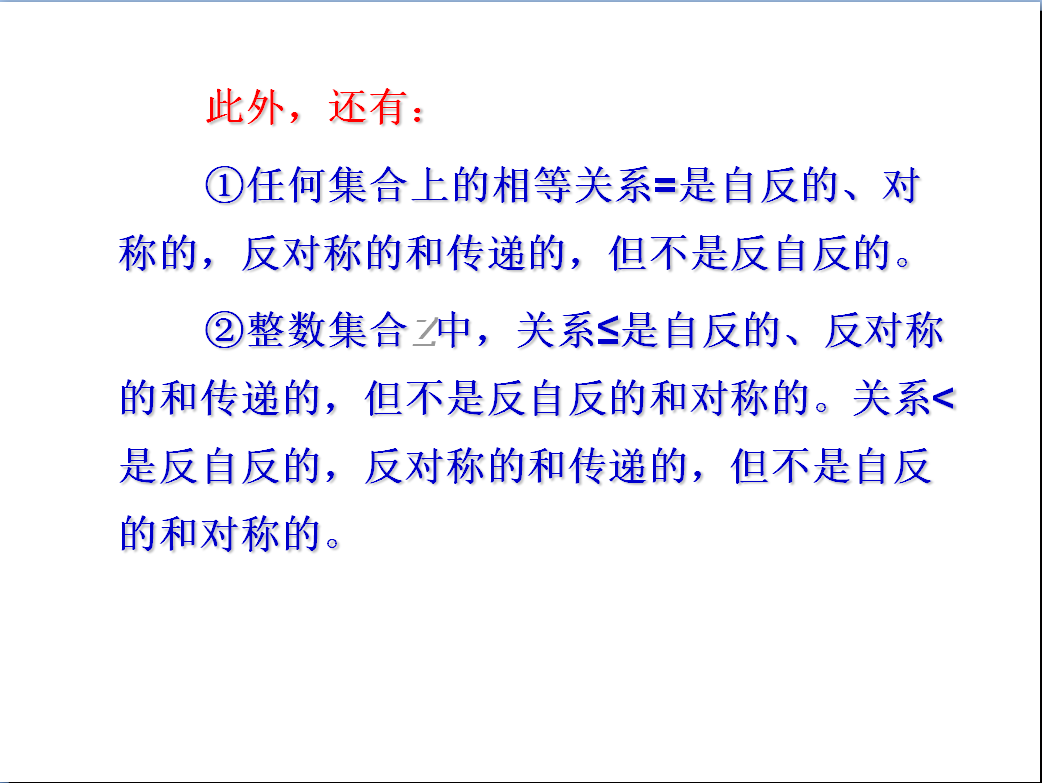 此外，还有：
①任何集合上的相等关系=是自反的、对
称的，反对称的和传递的，但不是反自反的。
②整数集合Z中，关系≤是自反的、反对称
的和传递的，但不是反自反的和对称的。关系<
是反自反的，反对称的和传递的，但不是自反
的和对称的。